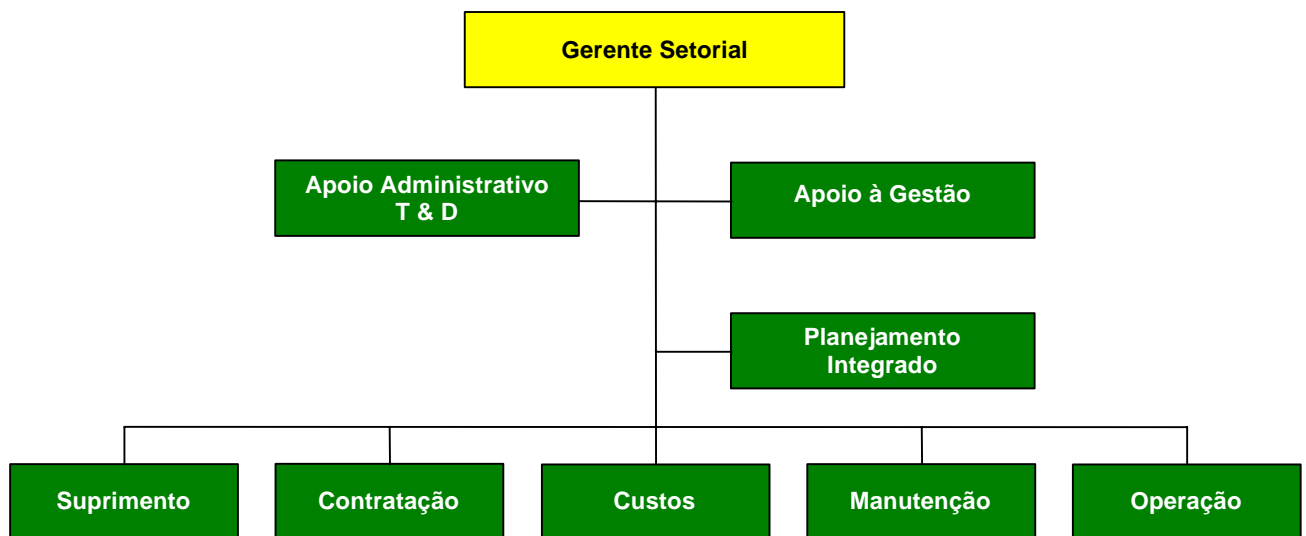 Gerente Setorial
Apoio Administrativo
T & D
Apoio à Gestão
Planejamento
Integrado
Suprimento
Contratação
Custos
Manutenção
Operação